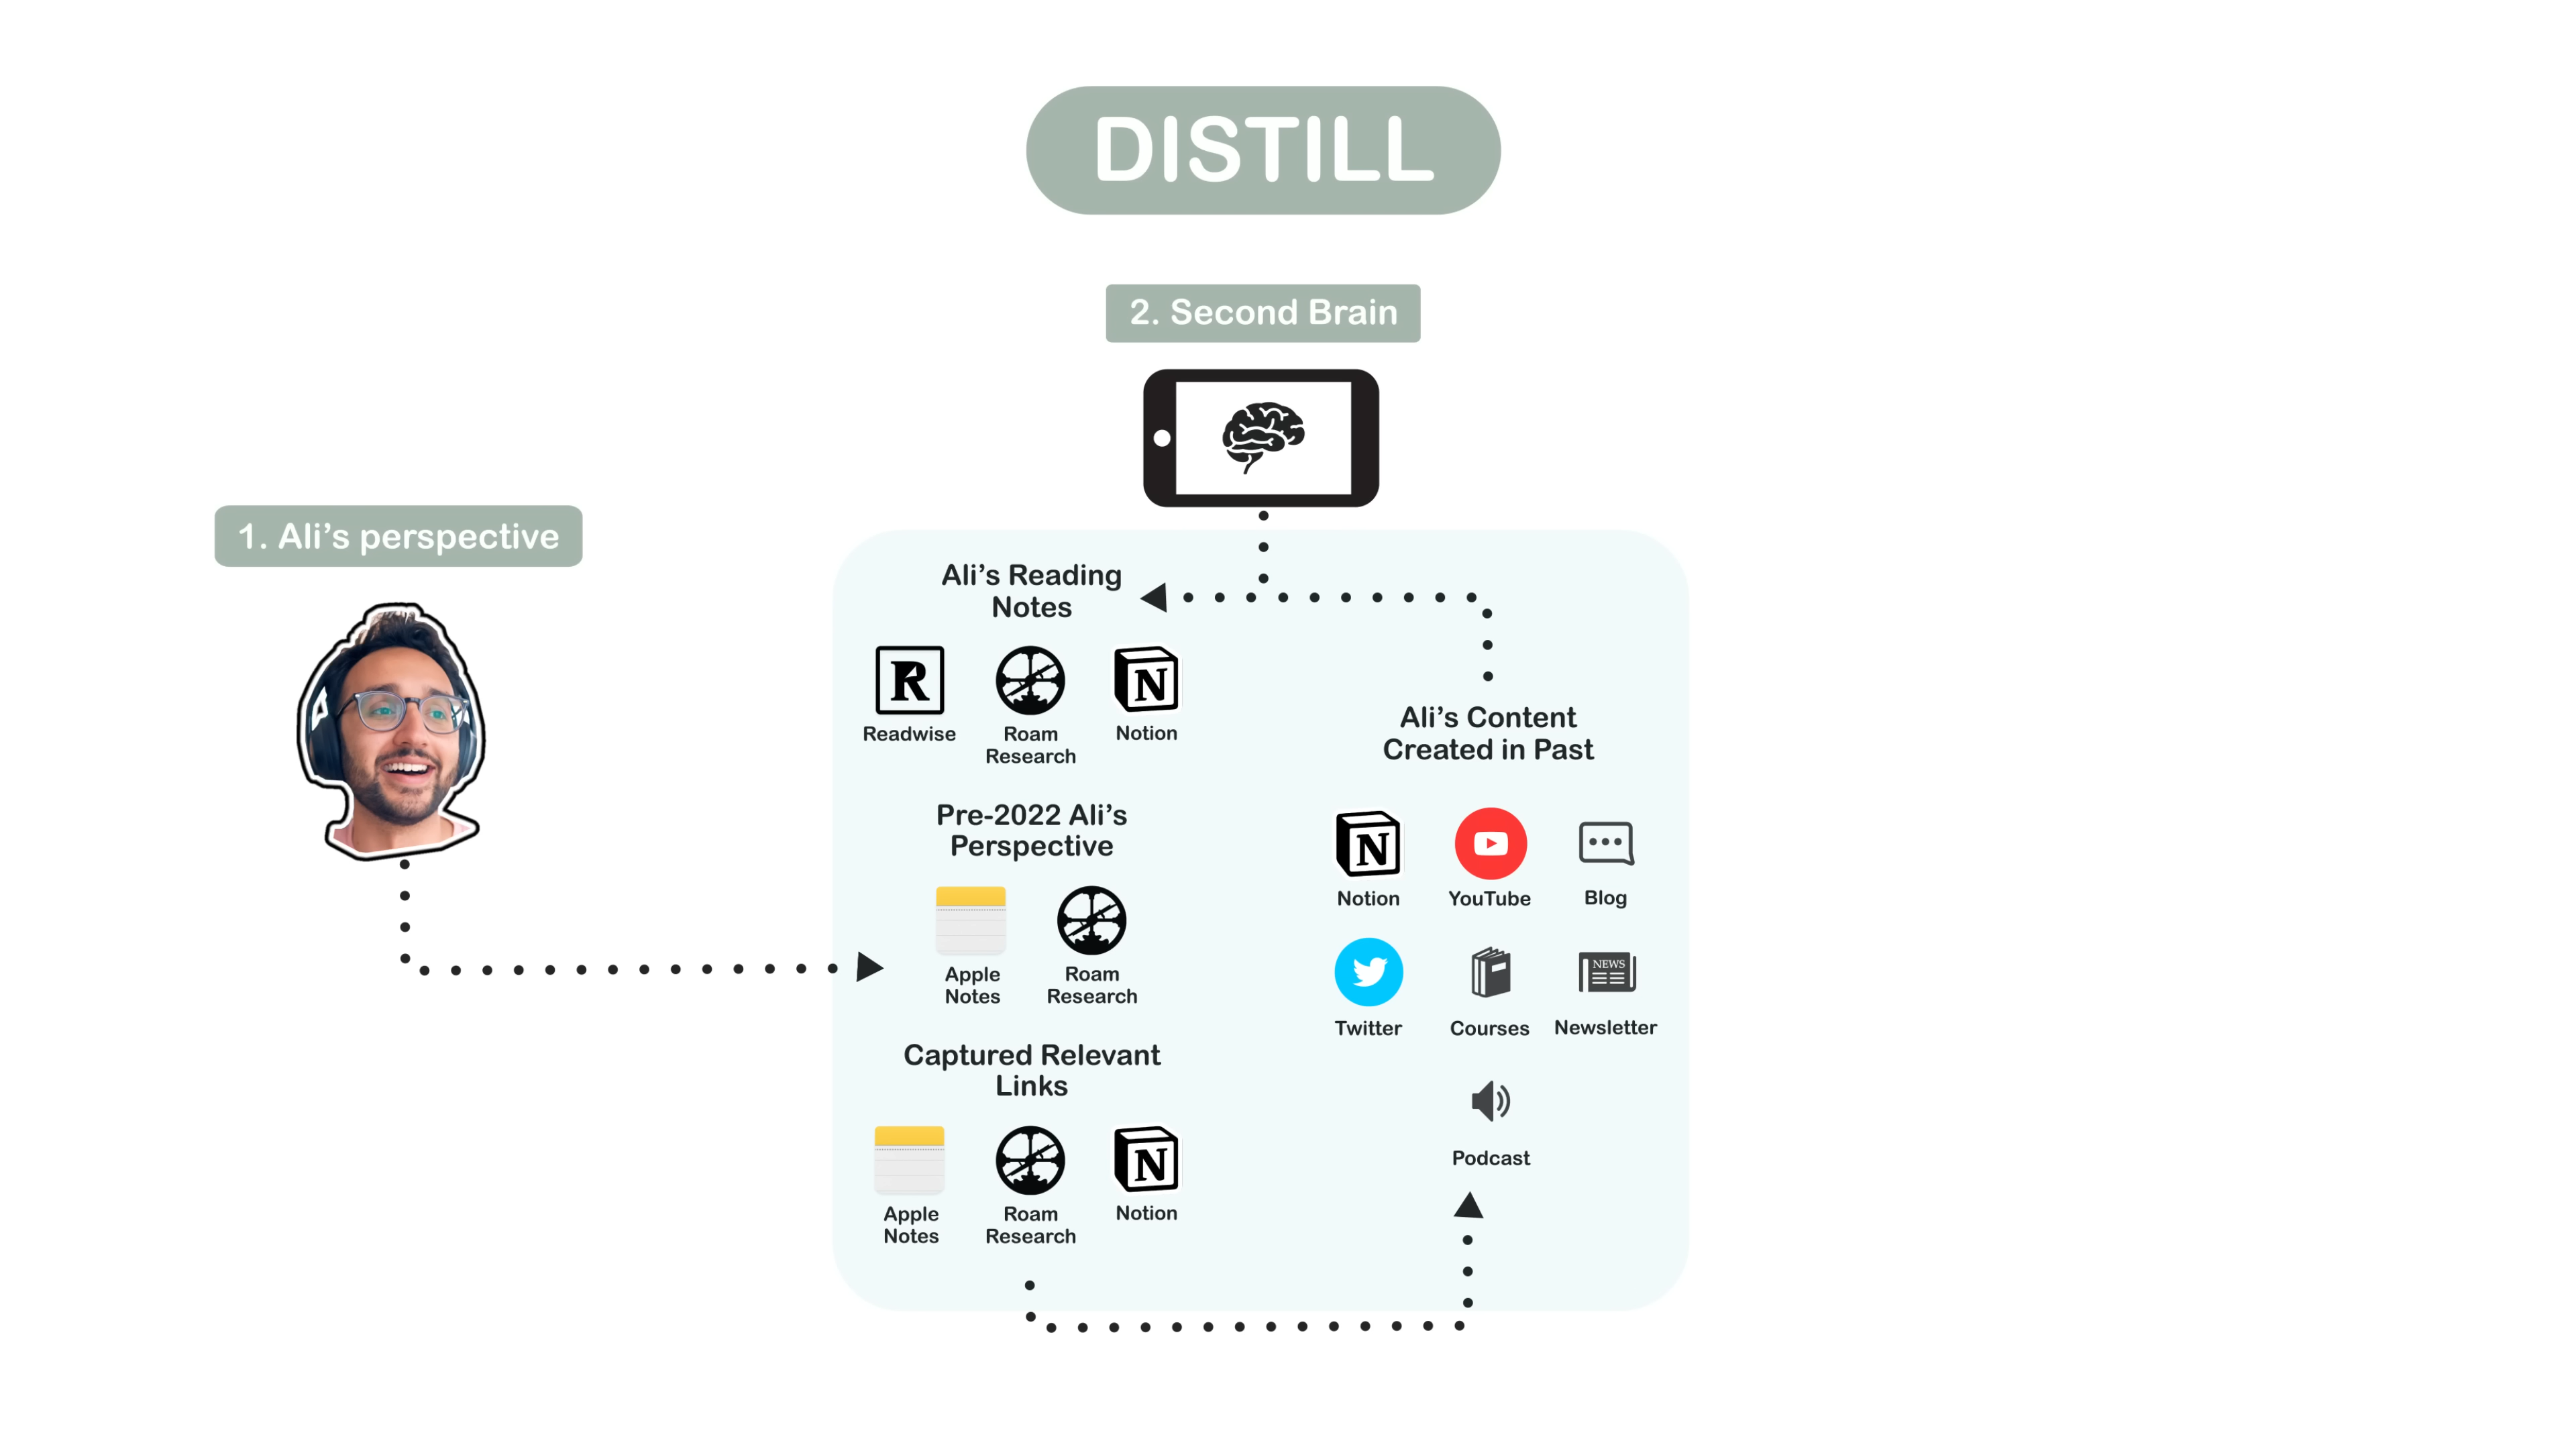 DISTILL
2. Second Brain
1. Ali’s perspective
Ali’s Reading
Notes
R
N
Readwise
Roam
Research
Notion
Pre-2022 Ali’s
Perspective
Apple
Notes
Roam
Research
Captured Relevant
Links
N
Apple
Notes
Roam
Research
Notion
Ali’s Content
Created in Past
N
Notion
YouTube
Blog
NEWS
Twitter
Courses
Newsletter
Podcast